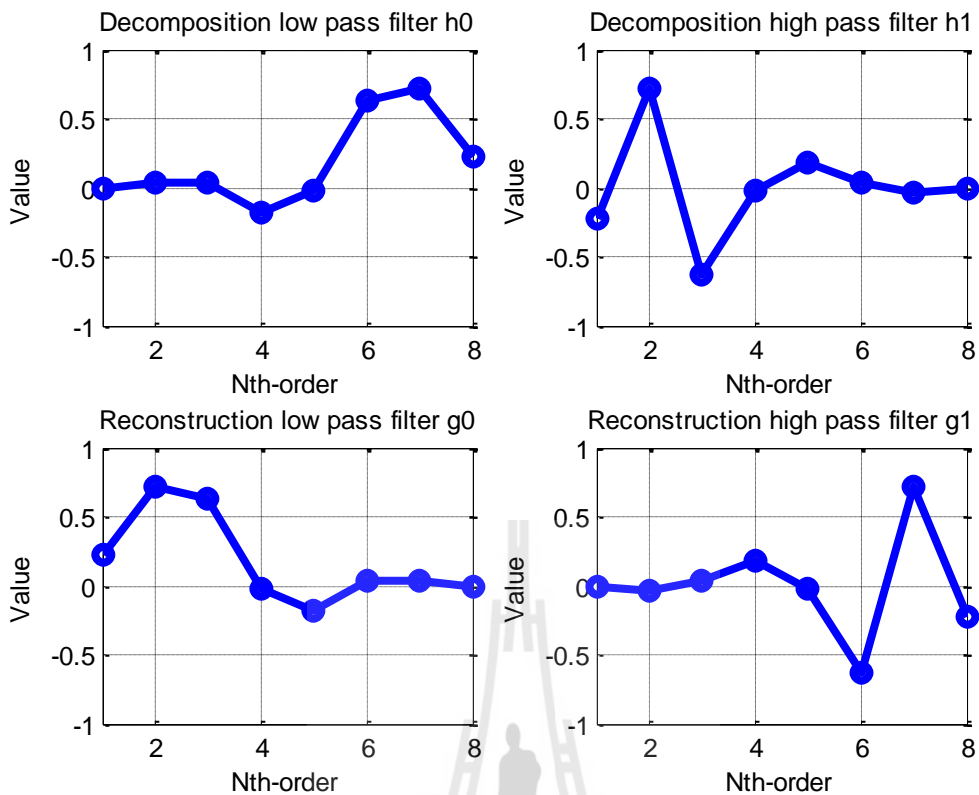 Decomposition low pass filter h0
1
0.5
0
-0.5
-1
Value
2 4 6 8
Nth-order
Decomposition high pass filter h1
1
0.5
0
-0.5
-1
Value
2 4 6 8
Nth-order
Reconstruction low pass filter g0
1
0.5
0
-0.5
-1
Value
2 4 6 8
Nth-order
Reconstruction high pass filter g1
1
0.5
0
-0.5
-1
Value
2 4 6 8
Nth-order